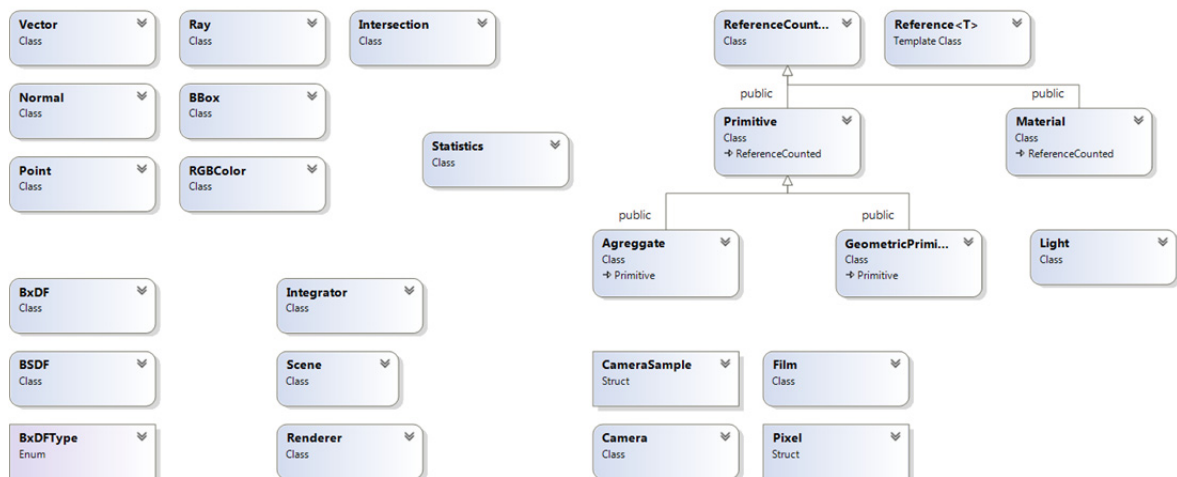 Vector
Class
Ray
Class
Intersection
Class
ReferenceCount...
Class
Reference<T>
Template Class
Normal
Class
BBox
Class
public
public
Primitive
Class
ReferenceCounted
Material
Class
ReferenceCounted
Statistics
Class
Point
Class
RGBColor
Class
public
public
Agreggate
Class
Primitive
GeometricPrimi...
Class
Primitive
Light
Class
BxDF
Class
Integrator
Class
BSDF
Class
Scene
Class
CameraSample
Struct
Film
Class
BxDFType
Enum
Renderer
Class
Camera
Class
Pixel
Struct